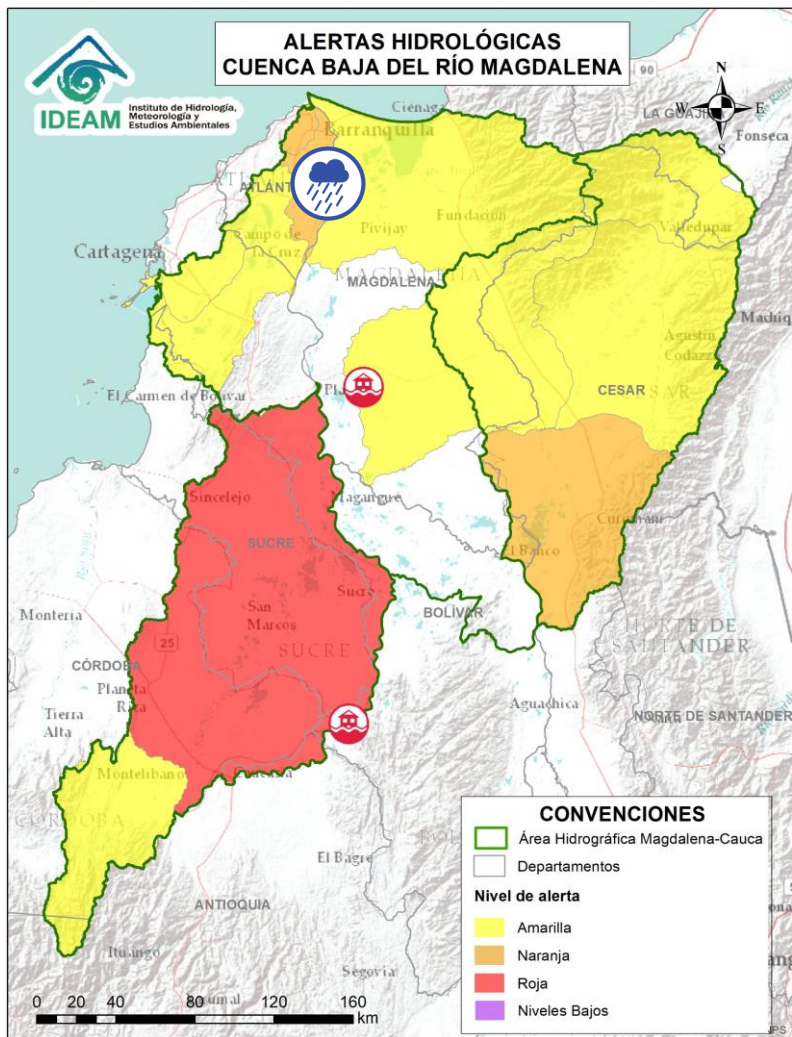 ALERTAS HIDROLÓGICAS
CUENCA BAJA DEL RÍO MAGDALENA
IDEAM
Instituto de Hidrología,
Meteorología y
Estudios Ambientales
N
W
E
S
90
Ciénaga
LA GUAJI
Fonseca
Barranquilla
ATLÁNT
Pivijay
Fundación
Valledupar
Campo de
la Cruz
Cartagena
MAGDALENA
MAGDALENA
Machiq
Agustín
Codazzi
CESAR
El Carmen de Bolívar
Sincelejo
Magangué
SUCRE
Curumaní
El Banco
Sucre
San
Marcos
BOLÍVAR
Montería
25
SUCRE
NORTE DE
SANTANDER
CÓRDOBA
Planeta
Rica
Aguachica
NORTE DE SANTANDER
Tierra
Alta
Montelíbano
CÓRDOBA
El Bagre
ANTIOQUIA
Ituango
Segovia
CONVENCIONES
Área Hidrográfica Magdalena-Cauca
Departamentos
Nivel de alerta
Amarilla
Naranja
Roja
Niveles Bajos
0 20 40 80 120 160
km